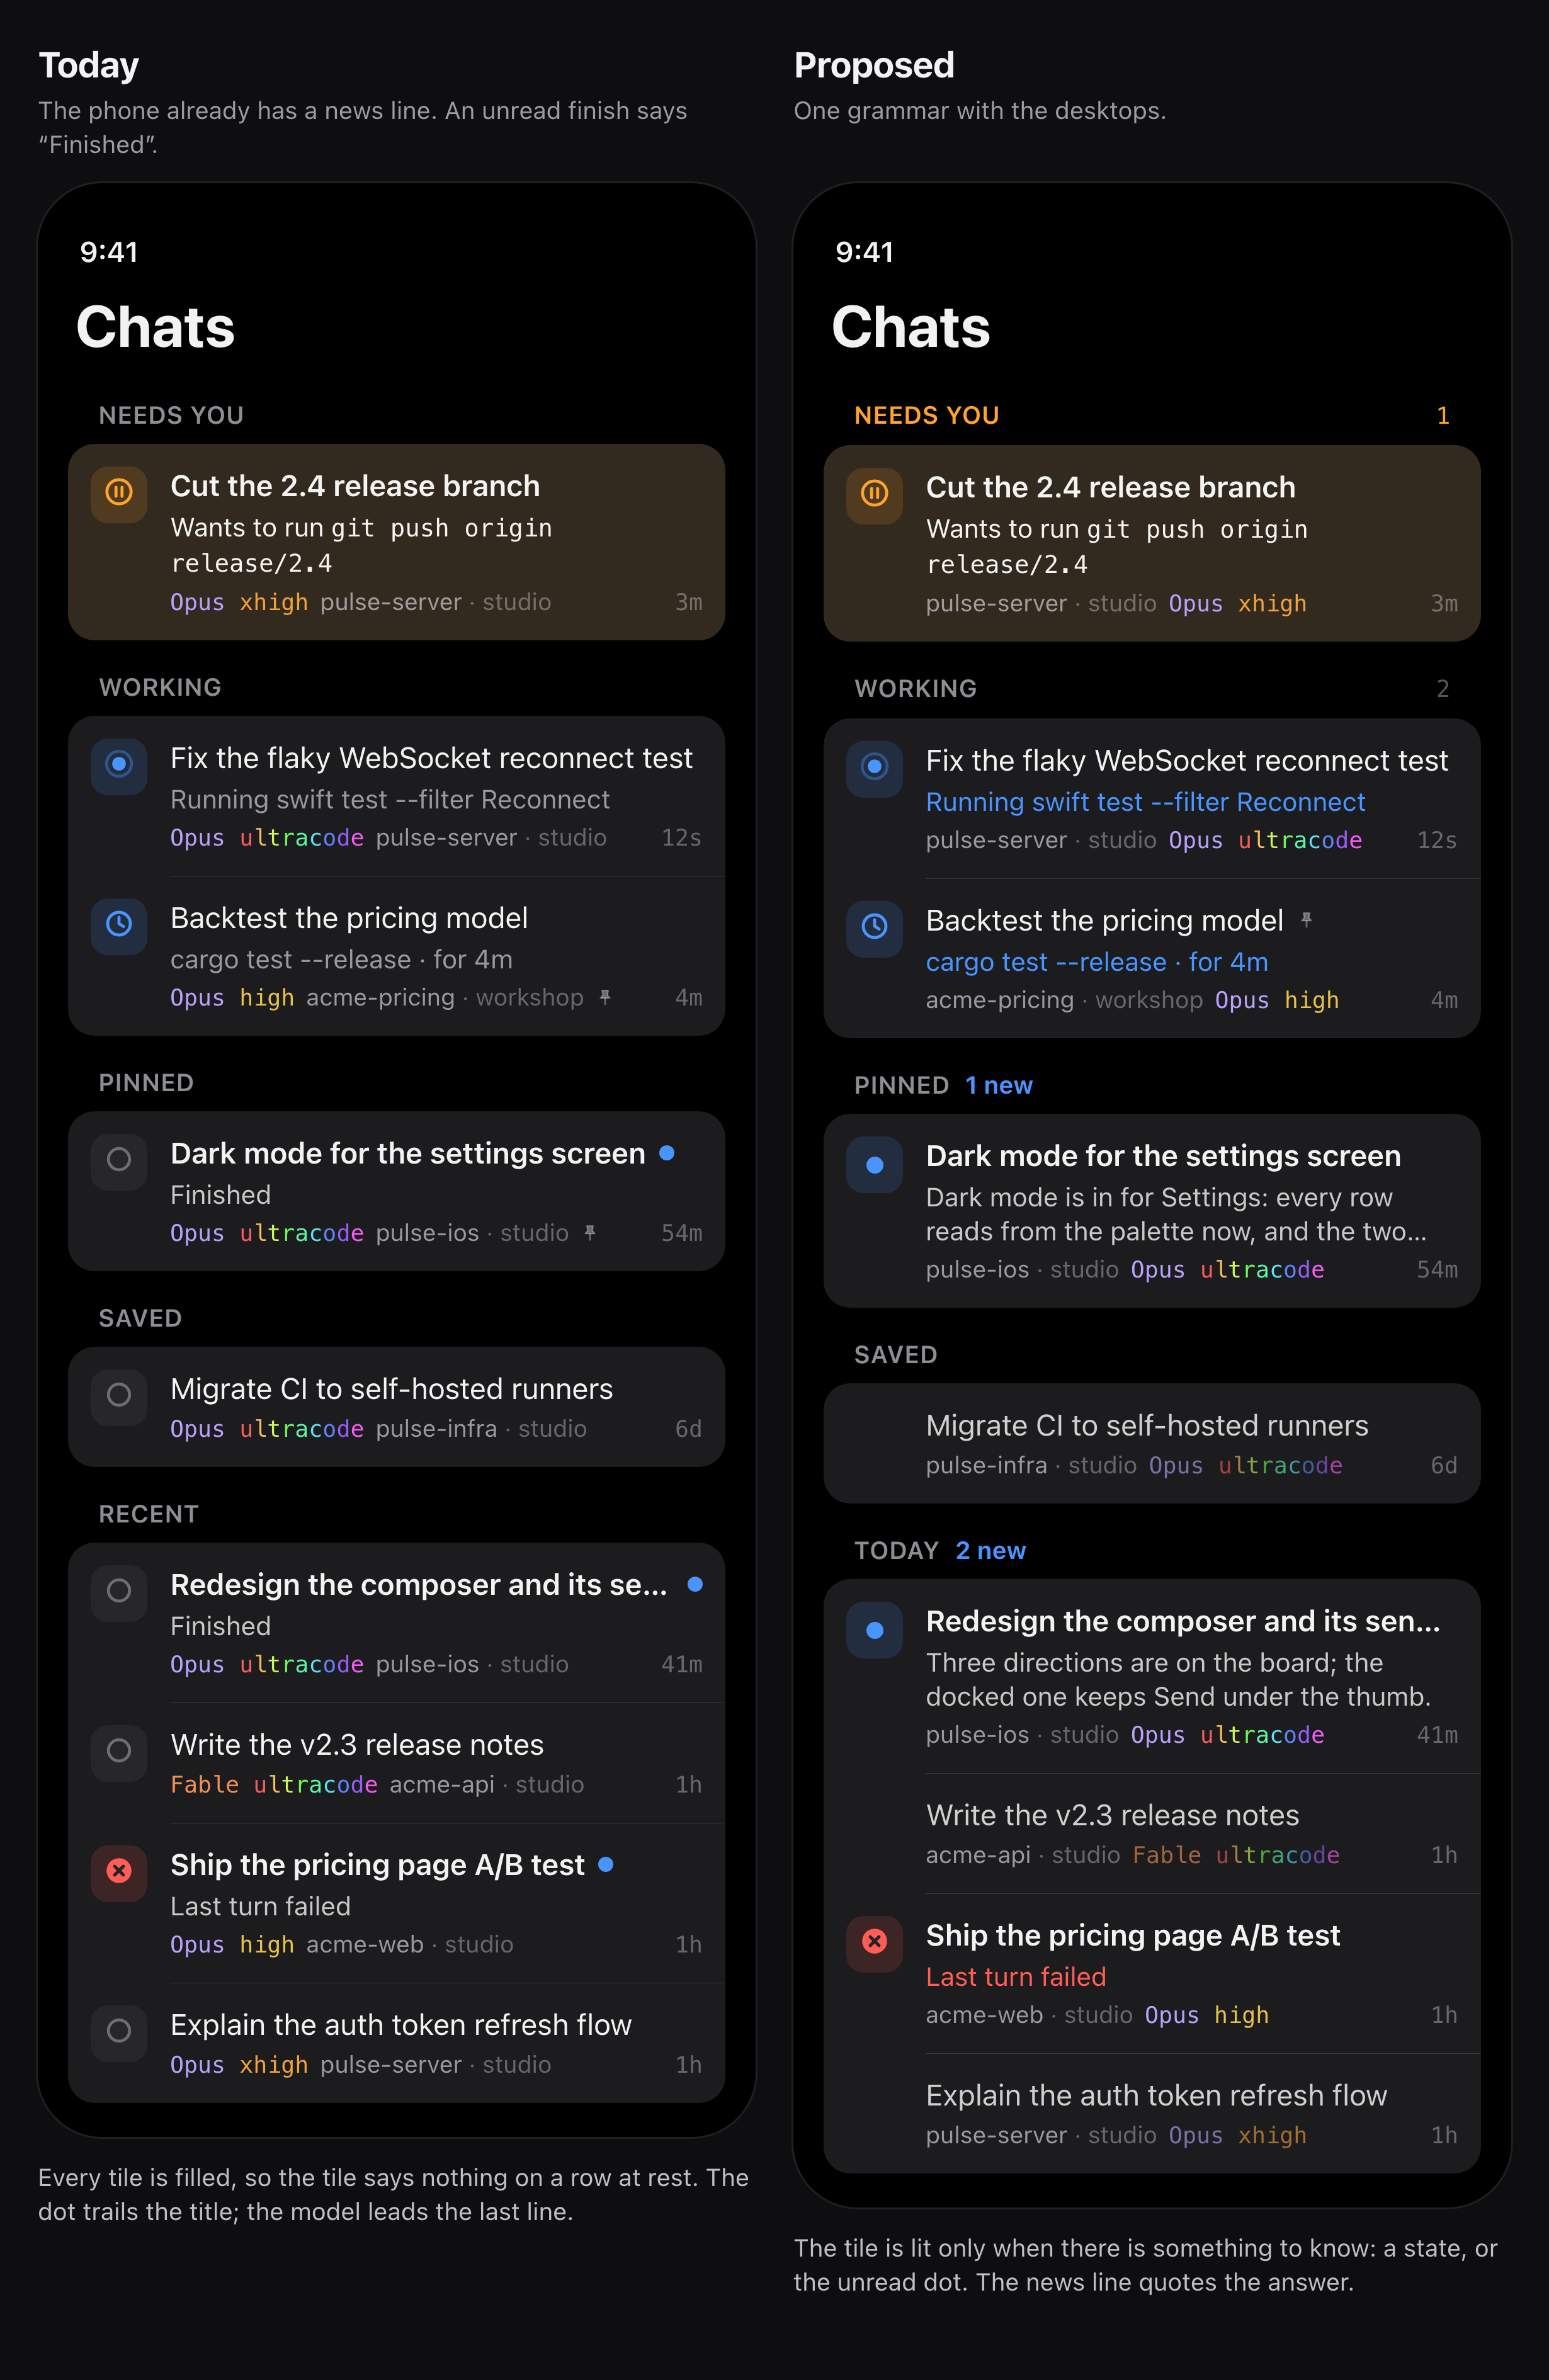 Today
The phone already has a news line. An unread finish says
“Finished”.
9:41
Chats
NEEDS YOU
Cut the 2.4 release branch
Wants to run git push origin
release/2.4
Opus xhigh pulse-server · studio 3m
WORKING
Fix the flaky WebSocket reconnect test
Running swift test --filter Reconnect
Opus ultracode pulse-server · studio 12s
Backtest the pricing model
cargo test --release · for 4m
Opus high acme-pricing · workshop 4m
PINNED
Dark mode for the settings screen
Finished
Opus ultracode pulse-ios · studio 54m
SAVED
Migrate CI to self-hosted runners
Opus ultracode pulse-infra · studio 6d
RECENT
Redesign the composer and its se...
Finished
Opus ultracode pulse-ios · studio 41m
Write the v2.3 release notes
Fable ultracode acme-api · studio 1h
Ship the pricing page A/B test
Last turn failed
Opus high acme-web · studio 1h
Explain the auth token refresh flow
Opus xhigh pulse-server · studio 1h
Every tile is filled, so the tile says nothing on a row at rest. The
dot trails the title; the model leads the last line.
Proposed
One grammar with the desktops.
9:41
Chats
NEEDS YOU 1
Cut the 2.4 release branch
Wants to run git push origin
release/2.4
pulse-server · studio Opus xhigh 3m
WORKING 2
Fix the flaky WebSocket reconnect test
Running swift test --filter Reconnect
pulse-server · studio Opus ultracode 12s
Backtest the pricing model
cargo test --release · for 4m
acme-pricing · workshop Opus high 4m
PINNED 1 new
Dark mode for the settings screen
Dark mode is in for Settings: every row
reads from the palette now, and the two...
pulse-ios · studio Opus ultracode 54m
SAVED
Migrate CI to self-hosted runners
pulse-infra · studio Opus ultracode 6d
TODAY 2 new
Redesign the composer and its sen...
Three directions are on the board; the
docked one keeps Send under the thumb.
pulse-ios · studio Opus ultracode 41m
Write the v2.3 release notes
acme-api · studio Fable ultracode 1h
Ship the pricing page A/B test
Last turn failed
acme-web · studio Opus high 1h
Explain the auth token refresh flow
pulse-server · studio Opus xhigh 1h
The tile is lit only when there is something to know: a state, or
the unread dot. The news line quotes the answer.